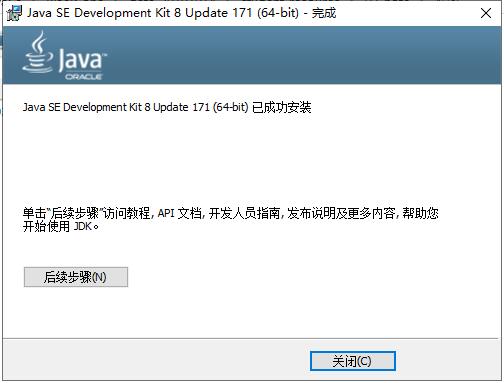 Java SE Development Kit 8 Update 171 (64-bit) - 完成
Java™
ORACLE
Java SE Development Kit 8 Update 171 (64-bit) 已成功安装
单击“后续步骤”访问教程, API 文档, 开发人员指南, 发布说明及更多内容, 帮助您
开始使用 JDK。
后续步骤(N)
关闭(C)